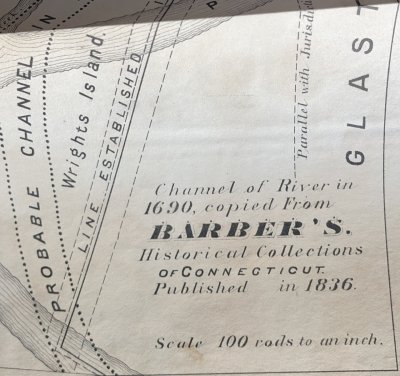 PROBABLE CHANNEL IN
Wrights Island.
LINE ESTABLISHED
Parallel with Jurisdi
GLAST
Channel of River in
1690, copied From
BARBER'S.
Historical Collections
OF CONNECTICUT.
Published in 1836.
Scale 100 rods to an inch.